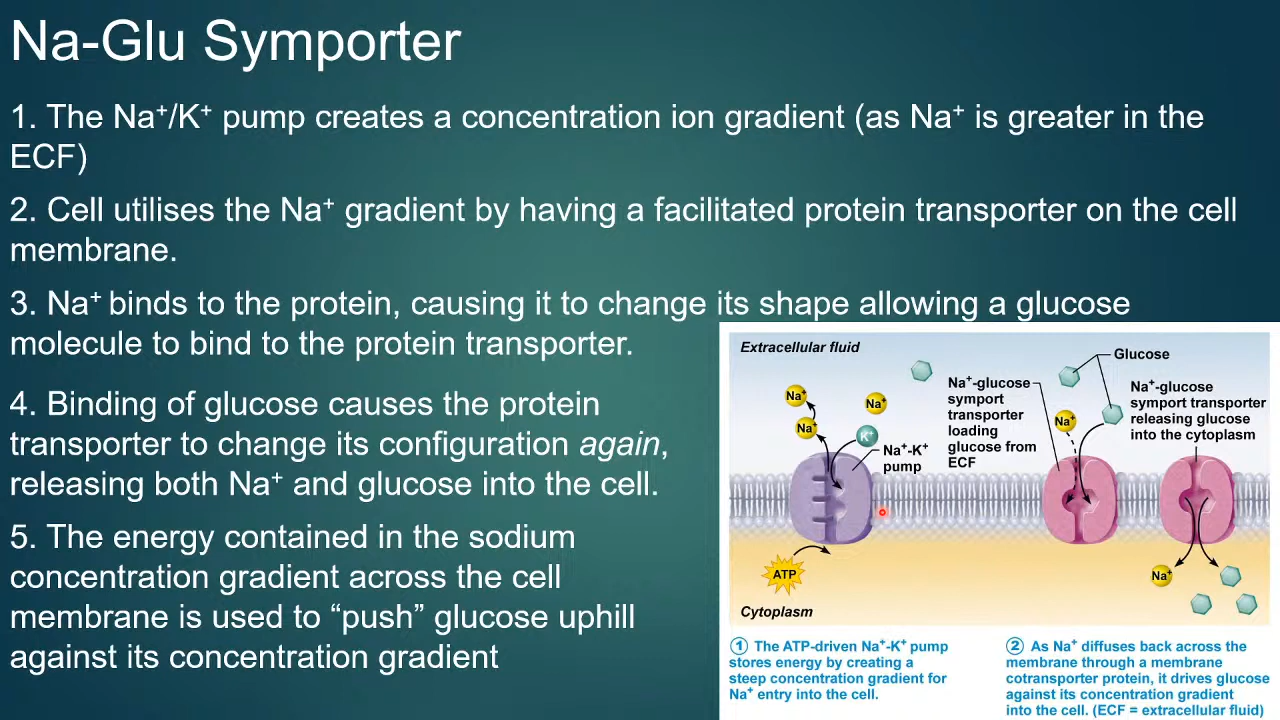 Na-Glu Symporter
1. The Na⁺/K⁺ pump creates a concentration ion gradient (as Na⁺ is greater in the
ECF)
2. Cell utilises the Na⁺ gradient by having a facilitated protein transporter on the cell
membrane.
3. Na⁺ binds to the protein, causing it to change its shape allowing a glucose
molecule to bind to the protein transporter.
4. Binding of glucose causes the protein
transporter to change its configuration again,
releasing both Na⁺ and glucose into the cell.
5. The energy contained in the sodium
concentration gradient across the cell
membrane is used to “push” glucose uphill
against its concentration gradient
Extracellular fluid
Na⁺
Na⁺
Na⁺
K⁺
Na⁺-K⁺
pump
ATP
Cytoplasm
Na⁺-glucose
symport
transporter
loading
glucose from
ECF
Glucose
Na⁺
Na⁺-glucose
symport transporter
releasing glucose
into the cytoplasm
Na⁺
① The ATP-driven Na⁺-K⁺ pump
stores energy by creating a
steep concentration gradient for
Na⁺ entry into the cell.
② As Na⁺ diffuses back across the
membrane through a membrane
cotransporter protein, it drives glucose
against its concentration gradient
into the cell. (ECF = extracellular fluid)